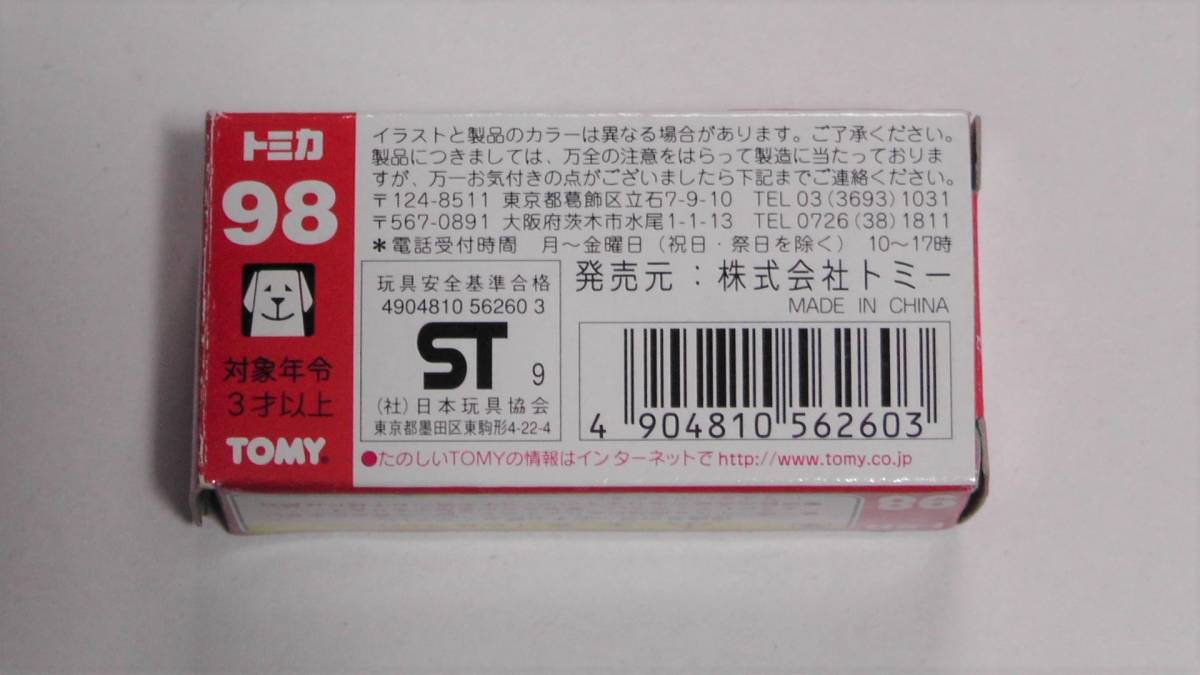 トミカ
98
対象年令
3才以上
TOMY
イラストと製品のカラーは異なる場合があります。ご了承ください。
製品につきましては、万全の注意をはらって製造に当たっておりま
すが、万一お気付きの点がございましたら下記までご連絡ください。
〒124-8511 東京都葛飾区立石7-9-10 TEL 03(3693)1031
〒567-0891 大阪府茨木市水尾1-1-13 TEL 0726(38)1811
*電話受付時間 月〜金曜日(祝日・祭日を除く) 10〜17時
玩具安全基準合格
4904810 56260 3
ST 9
(社)日本玩具協会
東京都墨田区東駒形4-22-4
発売元:株式会社トミー
MADE IN CHINA
4 904810 562603
●たのしいTOMYの情報はインターネットで http://www.tomy.co.jp
98